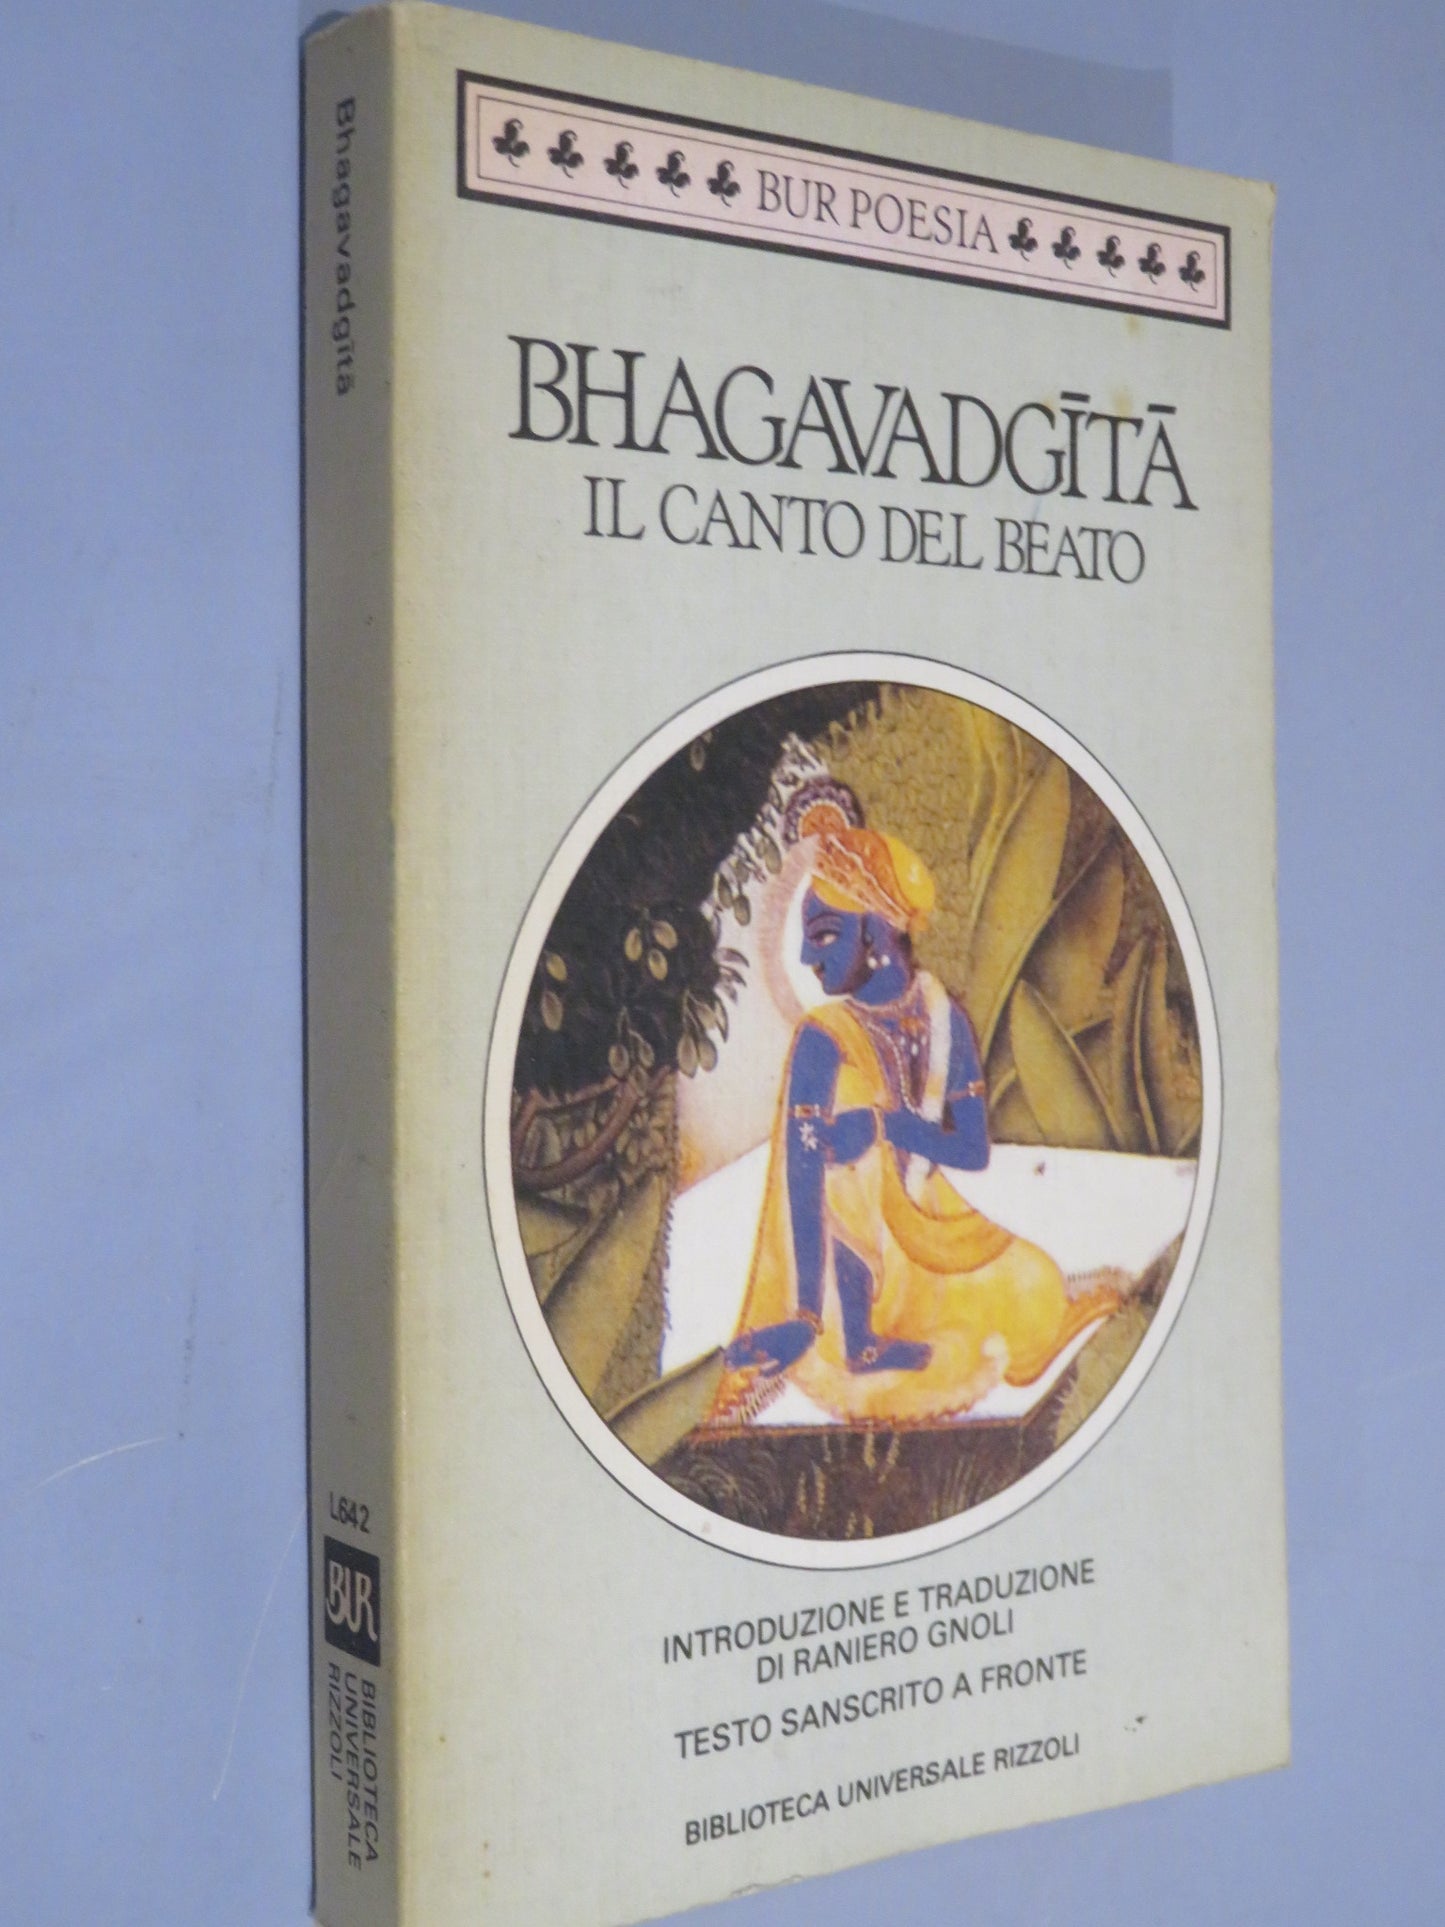 Bhagavadgītā
L642
BUR
BIBLIOTECA
UNIVERSALE
RIZZOLI
BUR POESIA
BHAGAVADGĪTĀ
IL CANTO DEL BEATO
INTRODUZIONE E TRADUZIONE
DI RANIERO GNOLI
TESTO SANSCRITO A FRONTE
BIBLIOTECA UNIVERSALE RIZZOLI